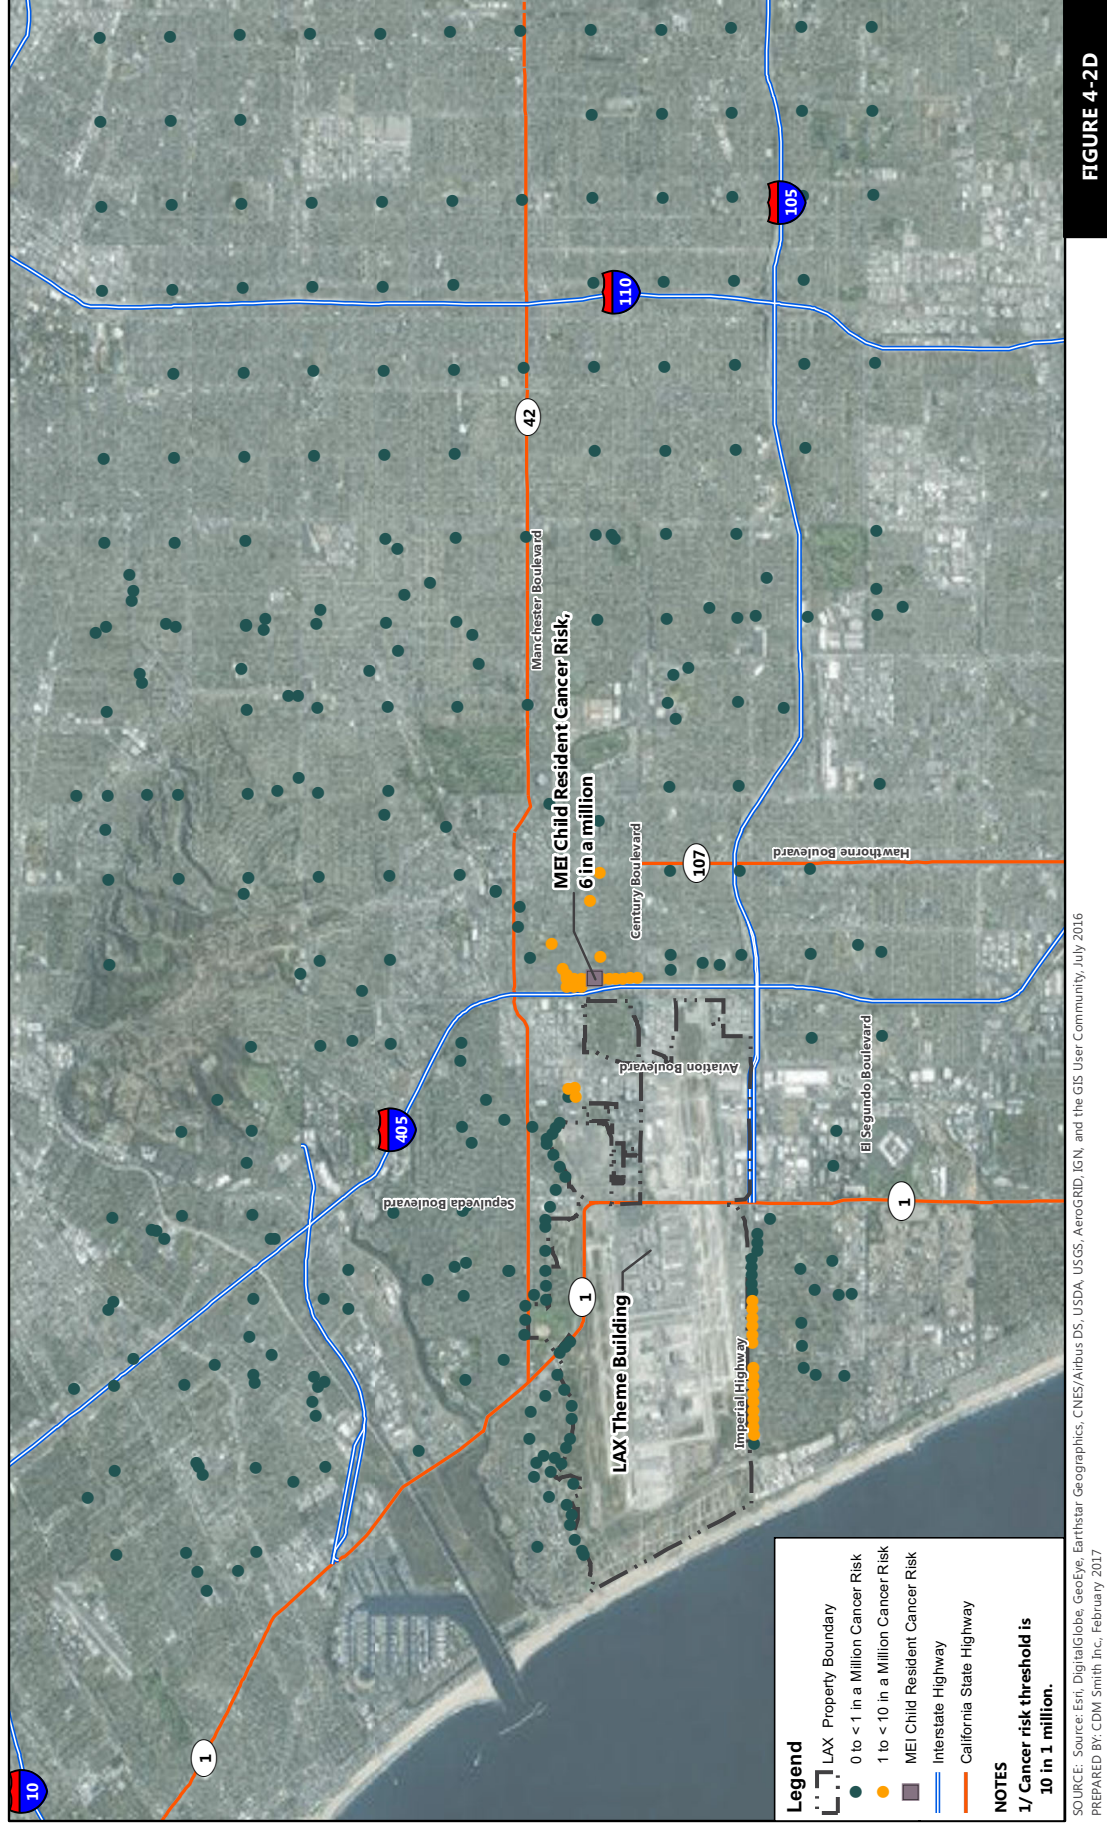 10
1
405
1
1
42
110
105
107
Manchester Boulevard
Sepulveda Boulevard
MEI Child Resident Cancer Risk,
6 in a million
Century Boulevard
Hawthorne Boulevard
Aviation Boulevard
El Segundo Boulevard
LAX Theme Building
Imperial Highway
Legend
LAX Property Boundary
0 to < 1 in a Million Cancer Risk
1 to < 10 in a Million Cancer Risk
MEI Child Resident Cancer Risk
Interstate Highway
California State Highway
NOTES
1/ Cancer risk threshold is
10 in 1 million.
SOURCE: Source: Esri, DigitalGlobe, GeoEye, Earthstar Geographics, CNES/Airbus DS, USDA, USGS, AeroGRID, IGN, and the GIS User Community, July 2016
PREPARED BY: CDM Smith Inc., February 2017
FIGURE 4-2D